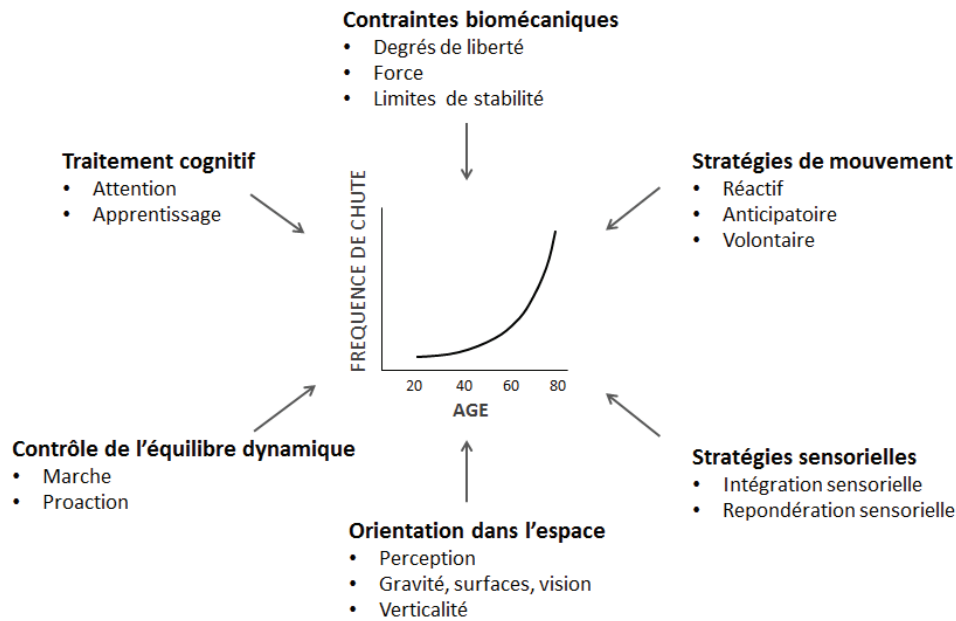 Contraintes biomécaniques
• Degrés de liberté
• Force
• Limites de stabilité
Traitement cognitif
• Attention
• Apprentissage
Stratégies de mouvement
• Réactif
• Anticipatoire
• Volontaire
FREQUENCE DE CHUTE
20 40 60 80
AGE
Contrôle de l'équilibre dynamique
• Marche
• Proaction
Stratégies sensorielles
• Intégration sensorielle
• Repondération sensorielle
Orientation dans l'espace
• Perception
• Gravité, surfaces, vision
• Verticalité